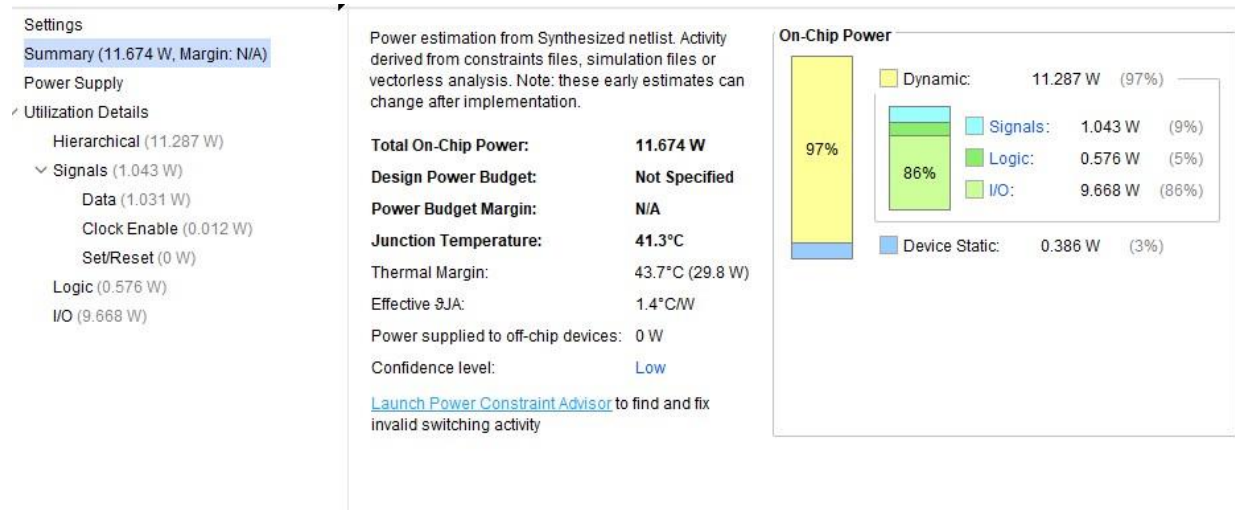 Settings
Summary (11.674 W, Margin: N/A)
Power Supply
Utilization Details
Hierarchical (11.287 W)
Signals (1.043 W)
Data (1.031 W)
Clock Enable (0.012 W)
Set/Reset (0 W)
Logic (0.576 W)
I/O (9.668 W)
Power estimation from Synthesized netlist. Activity
derived from constraints files, simulation files or
vectorless analysis. Note: these early estimates can
change after implementation.
Total On-Chip Power: 11.674 W
Design Power Budget: Not Specified
Power Budget Margin: N/A
Junction Temperature: 41.3°C
Thermal Margin: 43.7°C (29.8 W)
Effective ϑJA: 1.4°C/W
Power supplied to off-chip devices: 0 W
Confidence level: Low
Launch Power Constraint Advisor to find and fix
invalid switching activity
On-Chip Power
97%
Dynamic: 11.287 W (97%)
86%
Signals: 1.043 W (9%)
Logic: 0.576 W (5%)
I/O: 9.668 W (86%)
Device Static: 0.386 W (3%)